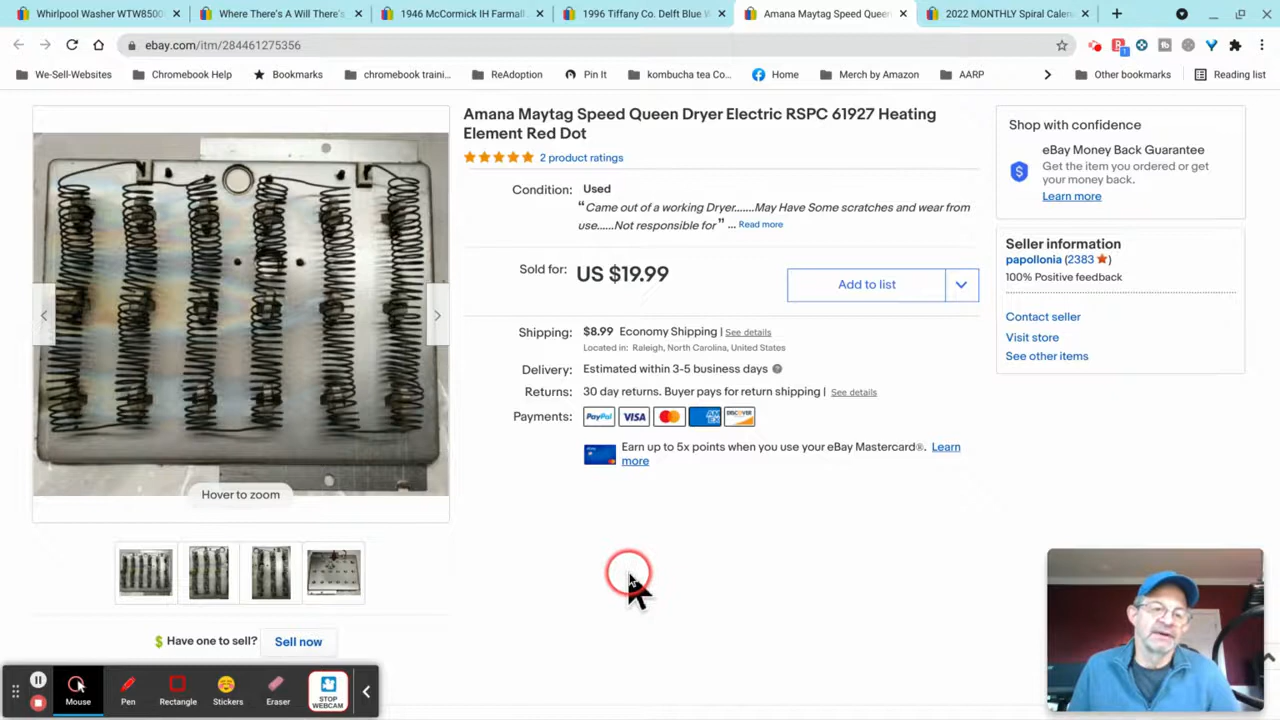 Whirlpool Washer WTW8500
Where There's A Will There's
1946 McCormick IH Farmall
1996 Tiffany Co. Delft Blue W
Amana Maytag Speed Queen
2022 MONTHLY Spiral Calen
ebay.com/itm/284461275356
We-Sell-Websites
Chromebook Help
Bookmarks
chromebook traini...
ReAdoption
Pin It
kombucha tea Co...
Home
Merch by Amazon
AARP
Other bookmarks
Reading list
Amana Maytag Speed Queen Dryer Electric RSPC 61927 Heating
Element Red Dot
2 product ratings
Condition: Used
"Came out of a working Dryer.......May Have Some scratches and wear from
use......Not responsible for" ... Read more
Sold for: US $19.99
Add to list
Shipping: $8.99 Economy Shipping | See details
Located in: Raleigh, North Carolina, United States
Delivery: Estimated within 3-5 business days
Returns: 30 day returns. Buyer pays for return shipping | See details
Payments: PayPal VISA DISCOVER
Earn up to 5x points when you use your eBay Mastercard®. Learn
more
Shop with confidence
eBay Money Back Guarantee
Get the item you ordered or get
your money back.
Learn more
Seller information
papollonia (2383)
100% Positive feedback
Contact seller
Visit store
See other items
Hover to zoom
Have one to sell? Sell now
Mouse
Pen
Rectangle
Stickers
Eraser
STOP
WEBCAM